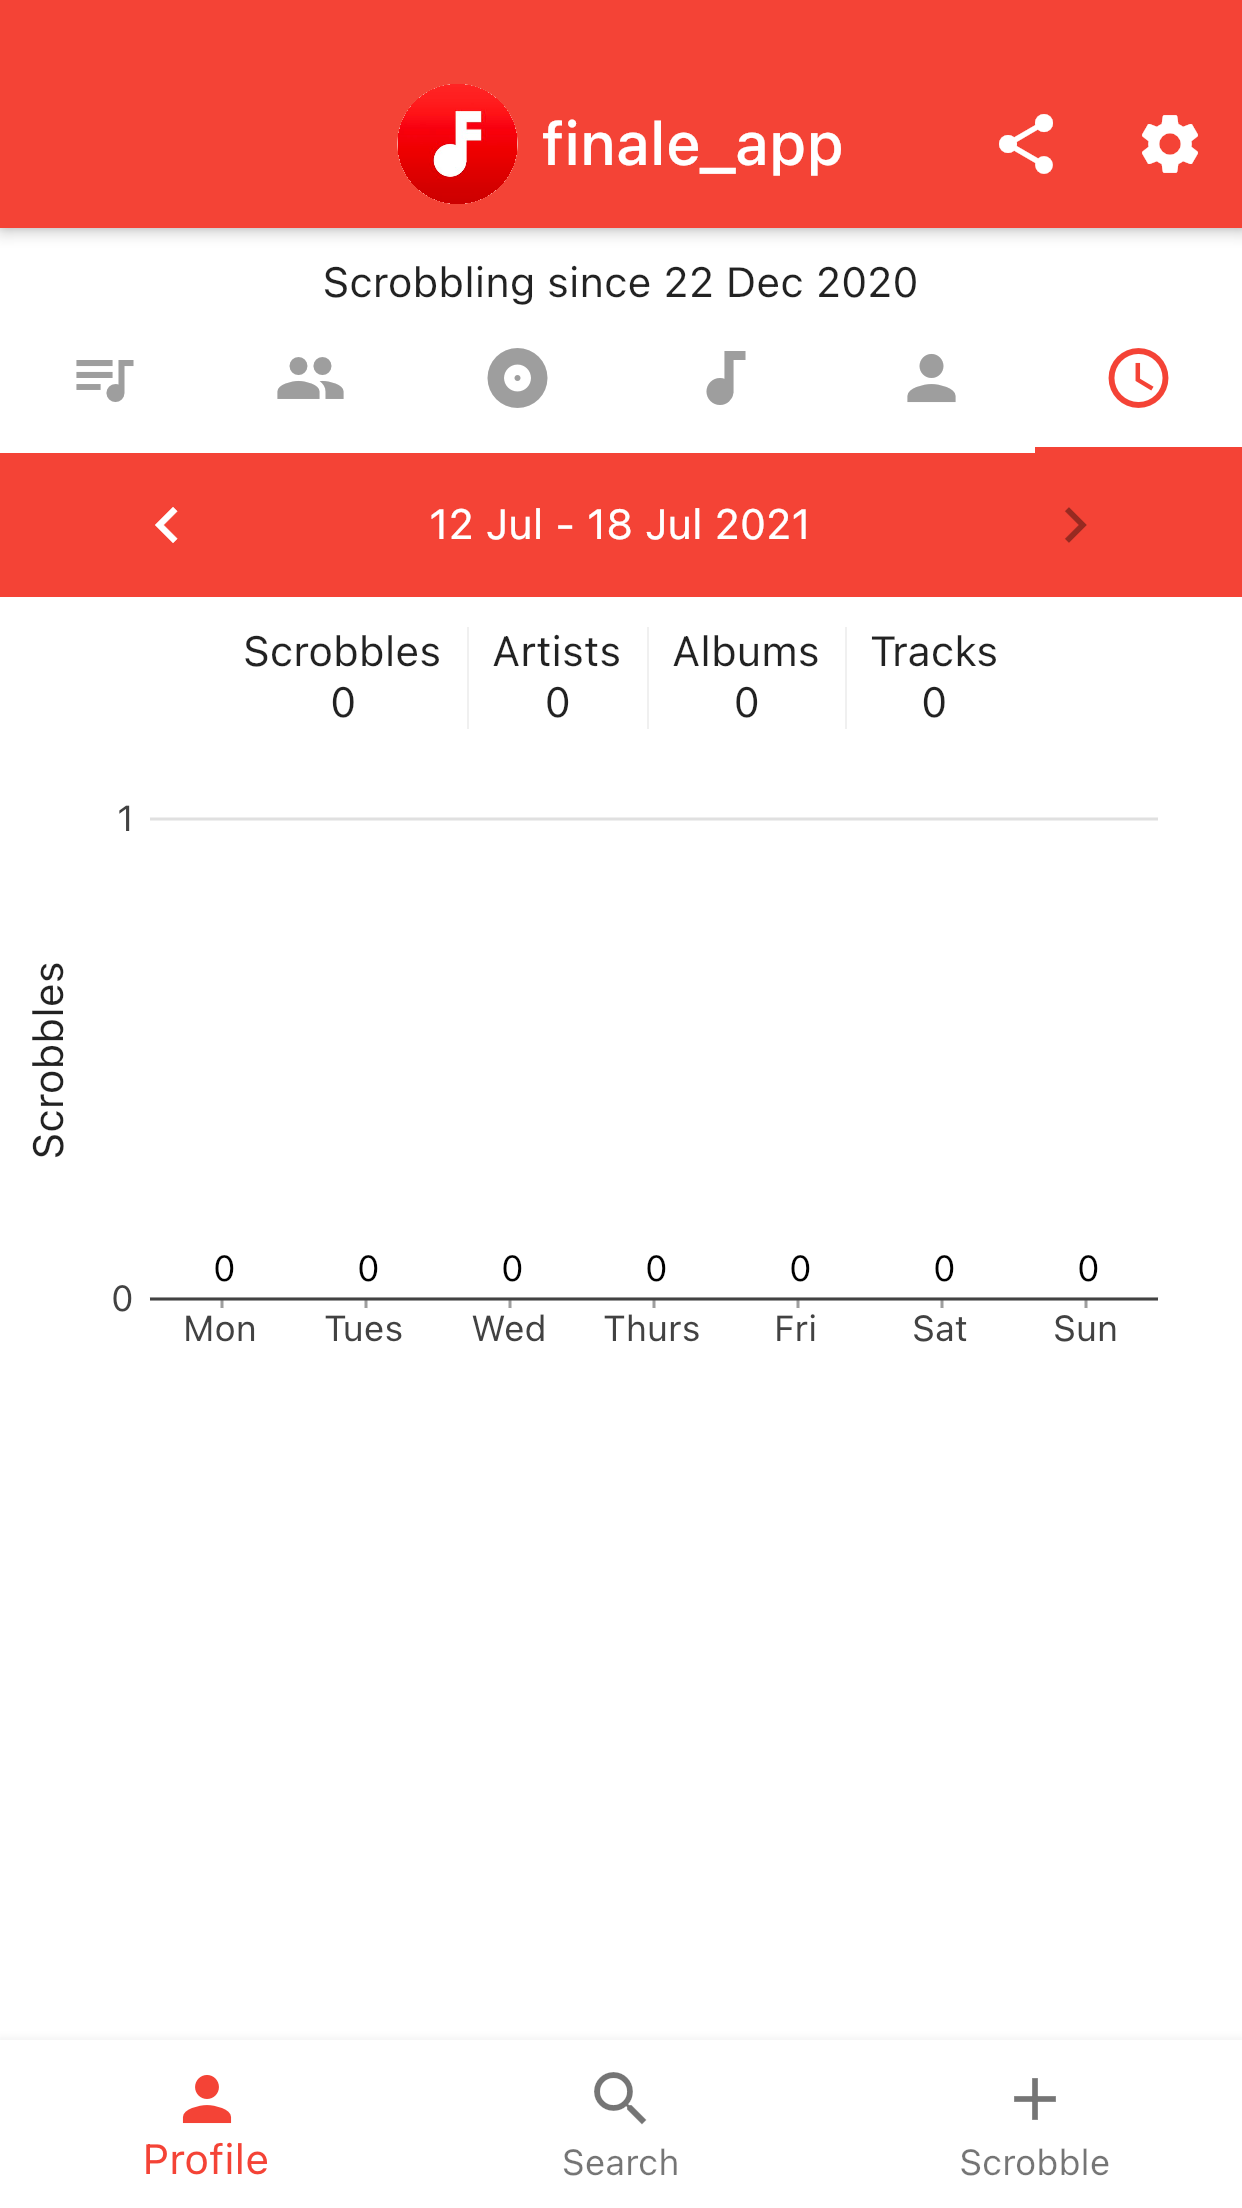 finale_app
Scrobbling since 22 Dec 2020
12 Jul - 18 Jul 2021
Scrobbles Artists Albums Tracks
0 0 0 0
1
Scrobbles
0 0 0 0 0 0 0
0
Mon Tues Wed Thurs Fri Sat Sun
Profile Search Scrobble